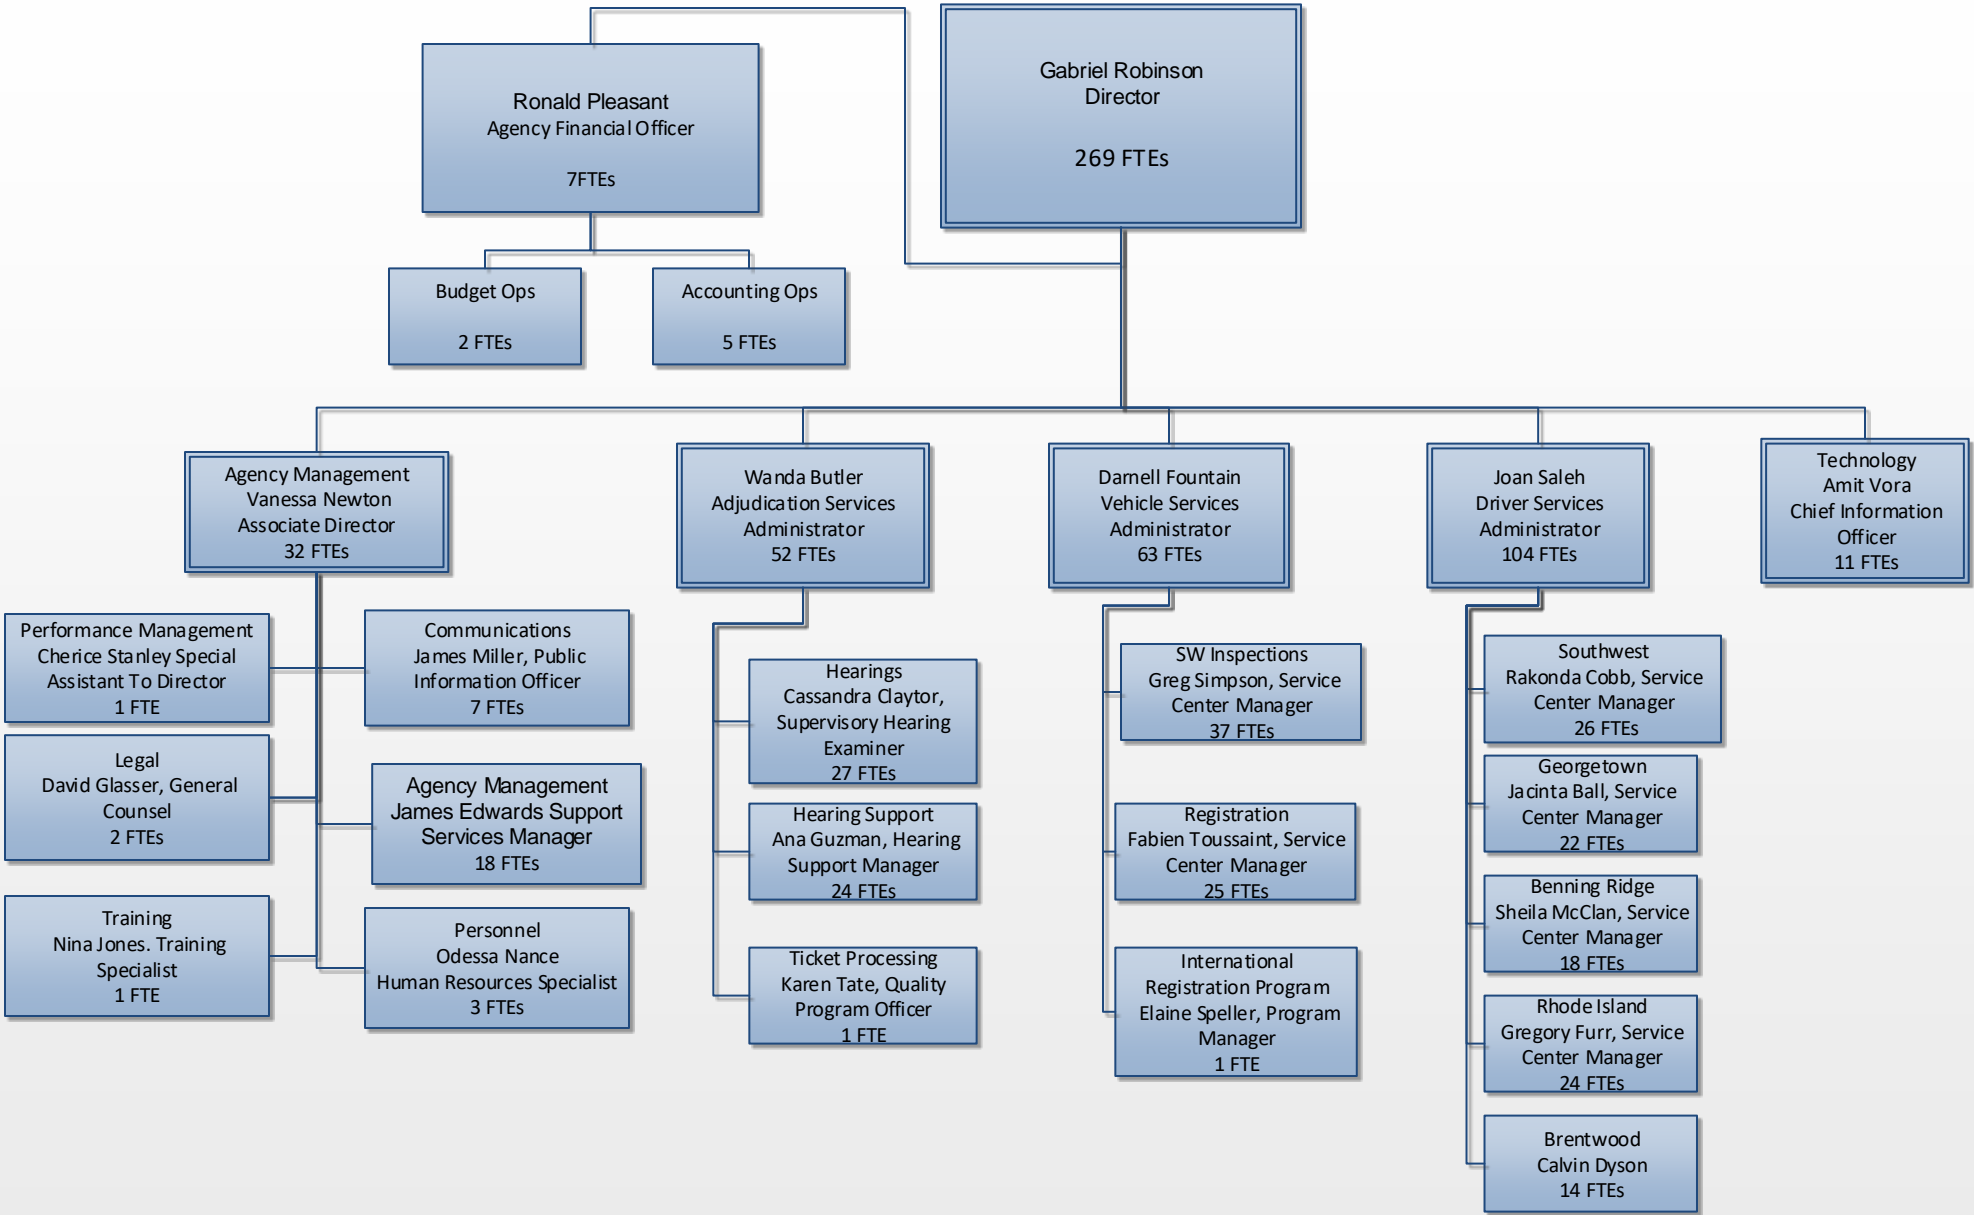 Gabriel Robinson
Director
269 FTEs
Ronald Pleasant
Agency Financial Officer
7FTEs
Budget Ops
2 FTEs
Accounting Ops
5 FTEs
Agency Management
Vanessa Newton
Associate Director
32 FTEs
Performance Management
Cherice Stanley Special
Assistant To Director
1 FTE
Communications
James Miller, Public
Information Officer
7 FTEs
Legal
David Glasser, General
Counsel
2 FTEs
Agency Management
James Edwards Support
Services Manager
18 FTEs
Training
Nina Jones. Training
Specialist
1 FTE
Personnel
Odessa Nance
Human Resources Specialist
3 FTEs
Wanda Butler
Adjudication Services
Administrator
52 FTEs
Hearings
Cassandra Claytor,
Supervisory Hearing
Examiner
27 FTEs
Hearing Support
Ana Guzman, Hearing
Support Manager
24 FTEs
Ticket Processing
Karen Tate, Quality
Program Officer
1 FTE
Darnell Fountain
Vehicle Services
Administrator
63 FTEs
SW Inspections
Greg Simpson, Service
Center Manager
37 FTEs
Registration
Fabien Toussaint, Service
Center Manager
25 FTEs
International
Registration Program
Elaine Speller, Program
Manager
1 FTE
Joan Saleh
Driver Services
Administrator
104 FTEs
Southwest
Rakonda Cobb, Service
Center Manager
26 FTEs
Georgetown
Jacinta Ball, Service
Center Manager
22 FTEs
Benning Ridge
Sheila McClan, Service
Center Manager
18 FTEs
Rhode Island
Gregory Furr, Service
Center Manager
24 FTEs
Brentwood
Calvin Dyson
14 FTEs
Technology
Amit Vora
Chief Information
Officer
11 FTEs